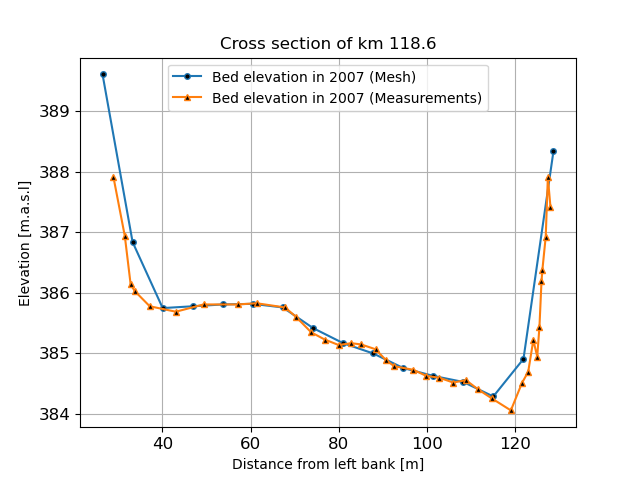 Cross section of km 118.6
Bed elevation in 2007 (Mesh)
Bed elevation in 2007 (Measurements)
389
388
387
386
385
384
Elevation [m.a.s.l]
40 60 80 100 120
Distance from left bank [m]